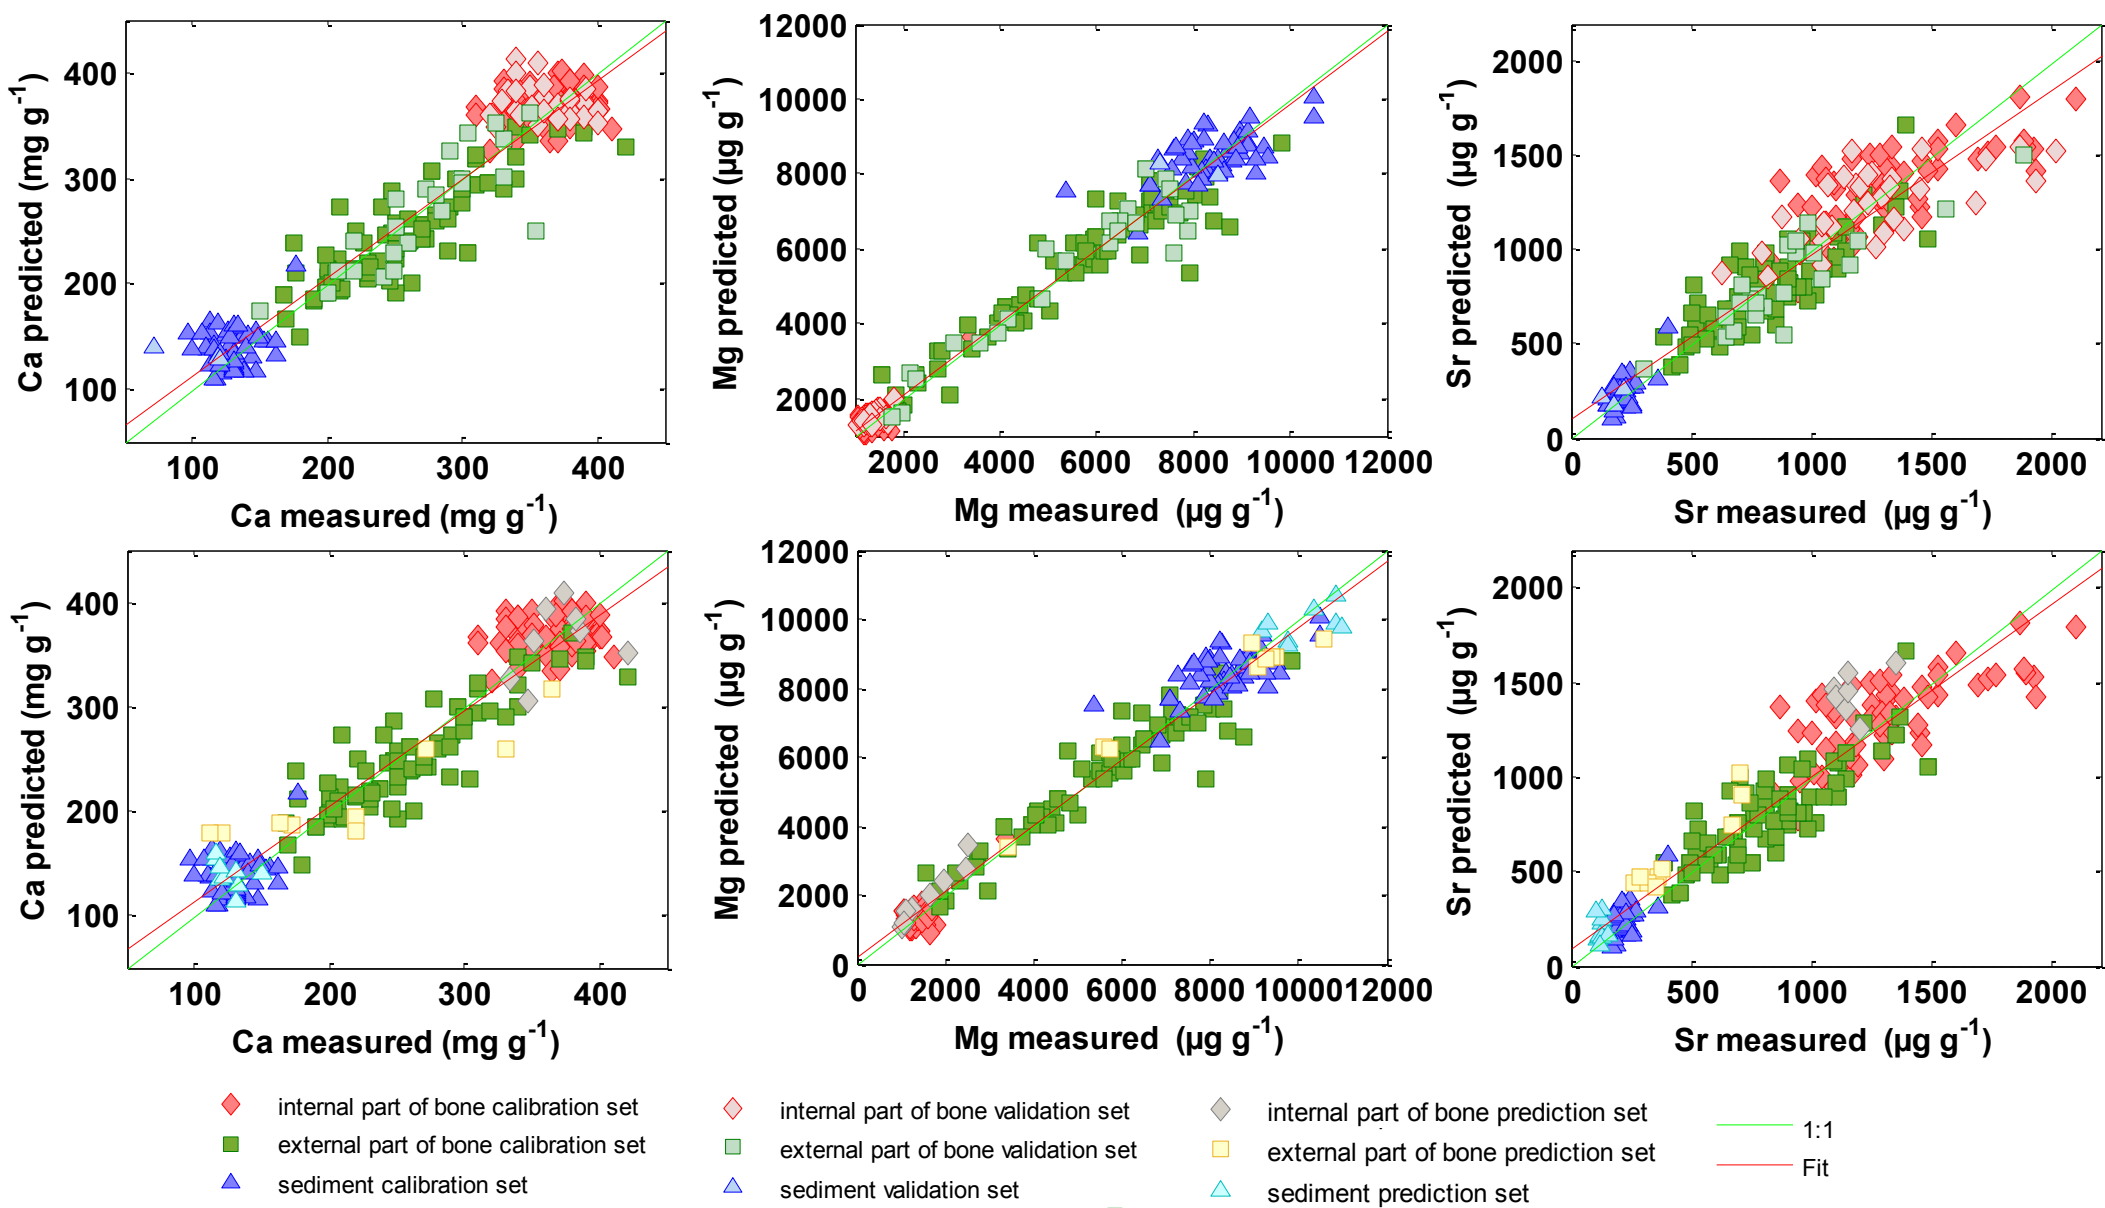 Ca predicted (mg g⁻¹)
400
300
200
100
100 200 300 400
Ca measured (mg g⁻¹)
Mg predicted (µg g⁻¹)
12000
10000
8000
6000
4000
2000
2000 4000 6000 8000 10000 12000
Mg measured (µg g⁻¹)
Sr predicted (µg g⁻¹)
2000
1500
1000
500
0
0 500 1000 1500 2000
Sr measured (µg g⁻¹)
Ca predicted (mg g⁻¹)
400
300
200
100
100 200 300 400
Ca measured (mg g⁻¹)
Mg predicted (µg g⁻¹)
12000
10000
8000
6000
4000
2000
0
0 2000 4000 6000 8000 10000 12000
Mg measured (µg g⁻¹)
Sr predicted (µg g⁻¹)
2000
1500
1000
500
0
0 500 1000 1500 2000
Sr measured (µg g⁻¹)
internal part of bone calibration set
external part of bone calibration set
sediment calibration set
internal part of bone validation set
external part of bone validation set
sediment validation set
internal part of bone prediction set
external part of bone prediction set
sediment prediction set
1:1
Fit